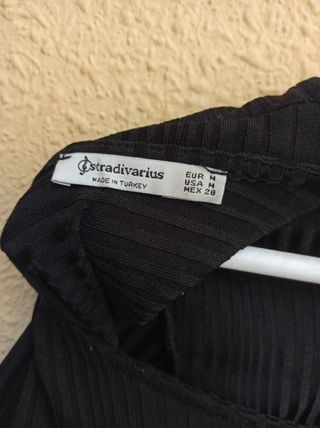 stradivarius
MADE IN TURKEY
EUR M
USA M
MEX 28